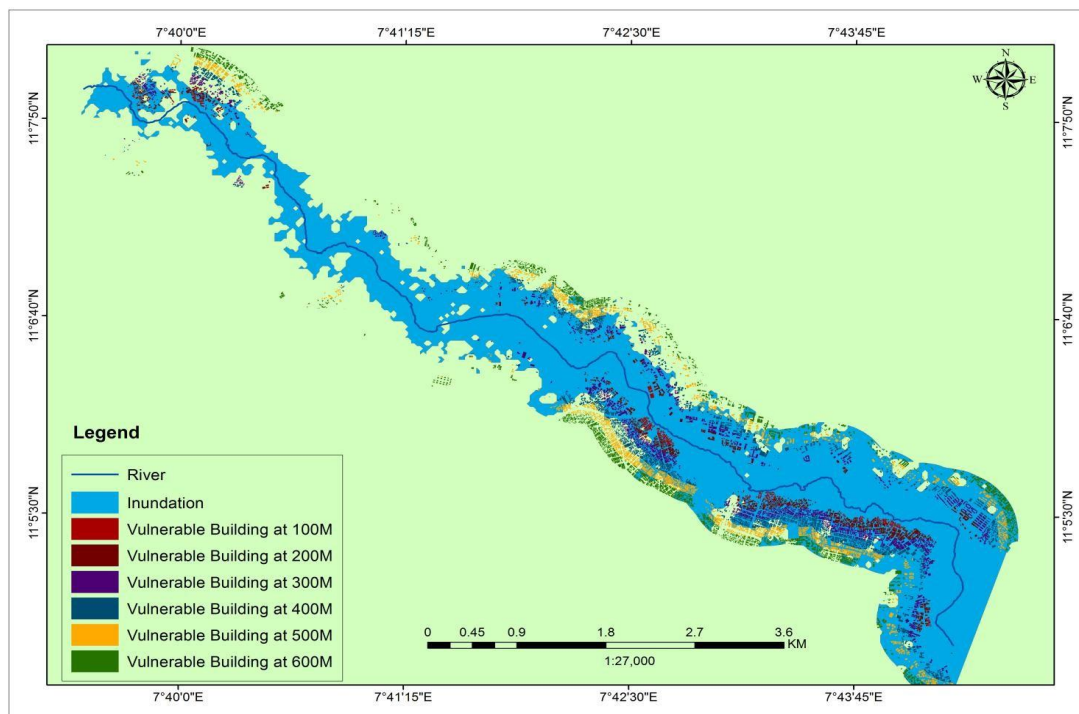 7°40'0"E 7°41'15"E 7°42'30"E 7°43'45"E
N
W E
S
11°7'50"N 11°7'50"N
11°6'40"N 11°6'40"N
11°5'30"N 11°5'30"N
Legend
River
Inundation
Vulnerable Building at 100M
Vulnerable Building at 200M
Vulnerable Building at 300M
Vulnerable Building at 400M
Vulnerable Building at 500M
Vulnerable Building at 600M
0 0.45 0.9 1.8 2.7 3.6
KM
1:27,000
7°40'0"E 7°41'15"E 7°42'30"E 7°43'45"E